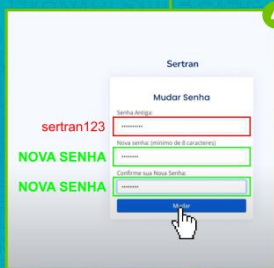 Sertran
Mudar Senha
Senha Antiga:
sertran123
Nova senha: (mínimo de 8 caracteres)
NOVA SENHA
Confirme sua Nova Senha:
NOVA SENHA
Mudar